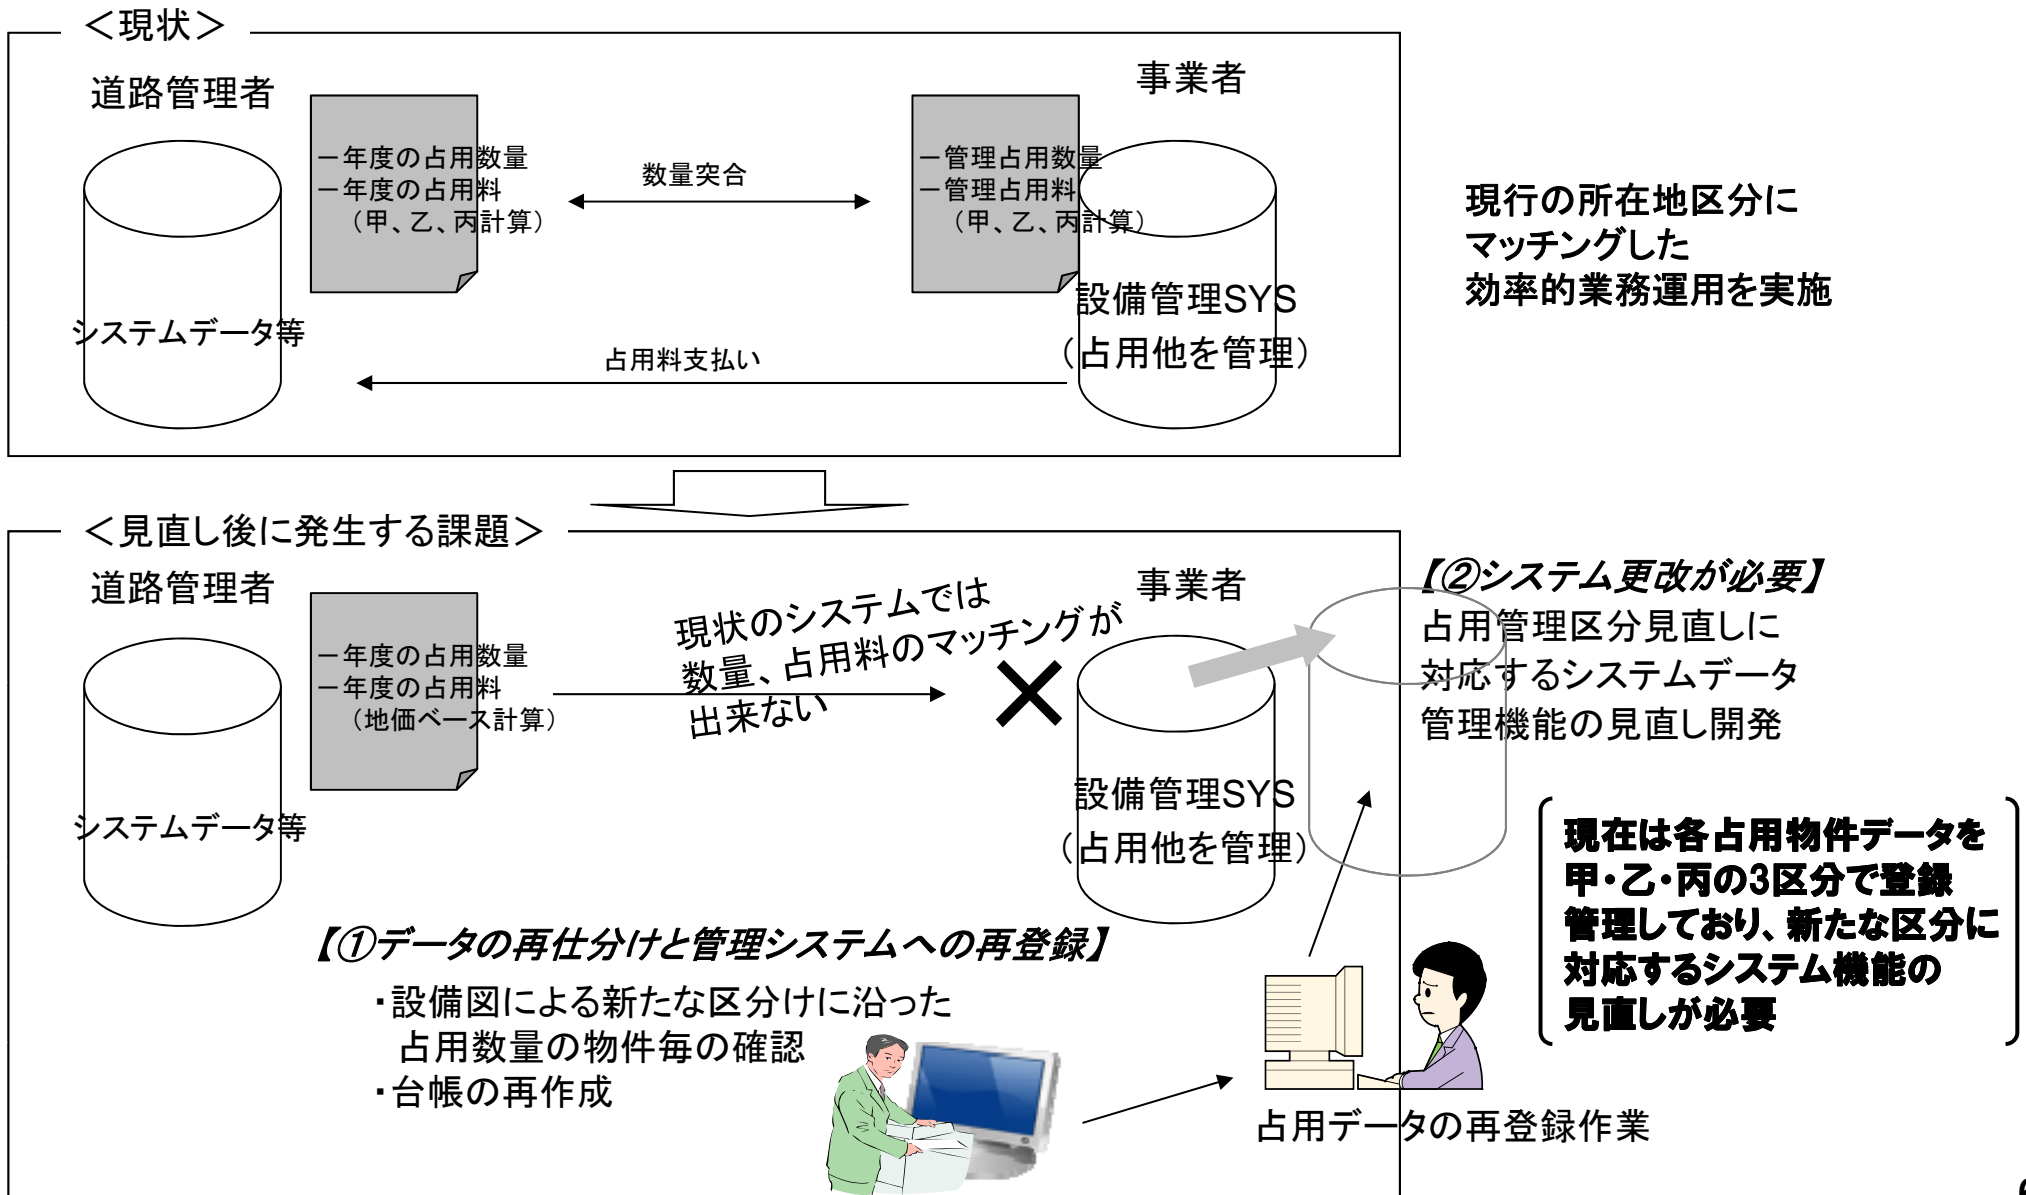 ＜現状＞
道路管理者
事業者
－年度の占用数量
－年度の占用料
（甲、乙、丙計算）
数量突合
－管理占用数量
－管理占用料
（甲、乙、丙計算）
システムデータ等
設備管理SYS
（占用他を管理）
占用料支払い
現行の所在地区分に
マッチングした
効率的業務運用を実施
＜見直し後に発生する課題＞
道路管理者
事業者
－年度の占用数量
－年度の占用料
（地価ベース計算）
現状のシステムでは
数量、占用料のマッチングが
出来ない
システムデータ等
設備管理SYS
（占用他を管理）
【②システム更改が必要】
占用管理区分見直しに
対応するシステムデータ
管理機能の見直し開発
現在は各占用物件データを
甲・乙・丙の3区分で登録
管理しており、新たな区分に
対応するシステム機能の
見直しが必要
【①データの再仕分けと管理システムへの再登録】
・設備図による新たな区分けに沿った
占用数量の物件毎の確認
・台帳の再作成
占用データの再登録作業